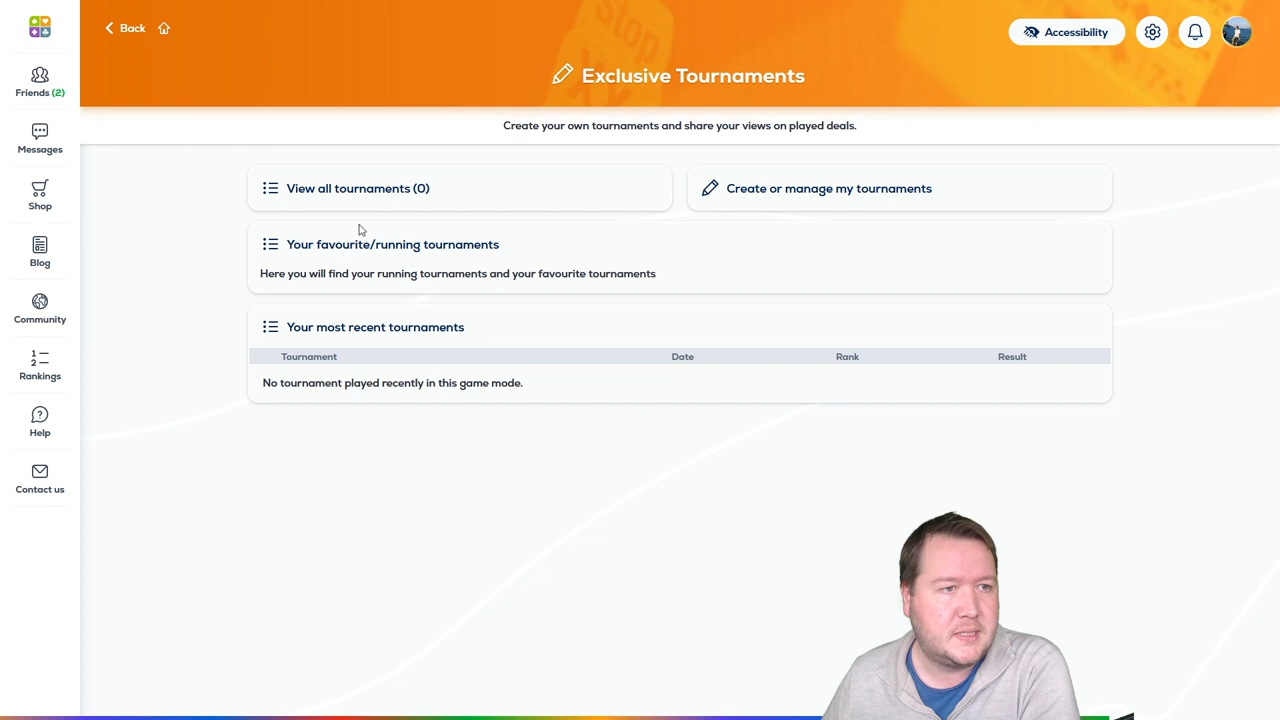 Back
Accessibility
Stop
Exclusive Tournaments
Friends (2)
Create your own tournaments and share your views on played deals.
Messages
View all tournaments (0)
Create or manage my tournaments
Shop
Your favourite/running tournaments
Blog
Here you will find your running tournaments and your favourite tournaments
Community
Your most recent tournaments
Tournament Date Rank Result
Rankings
No tournament played recently in this game mode.
Help
Contact us